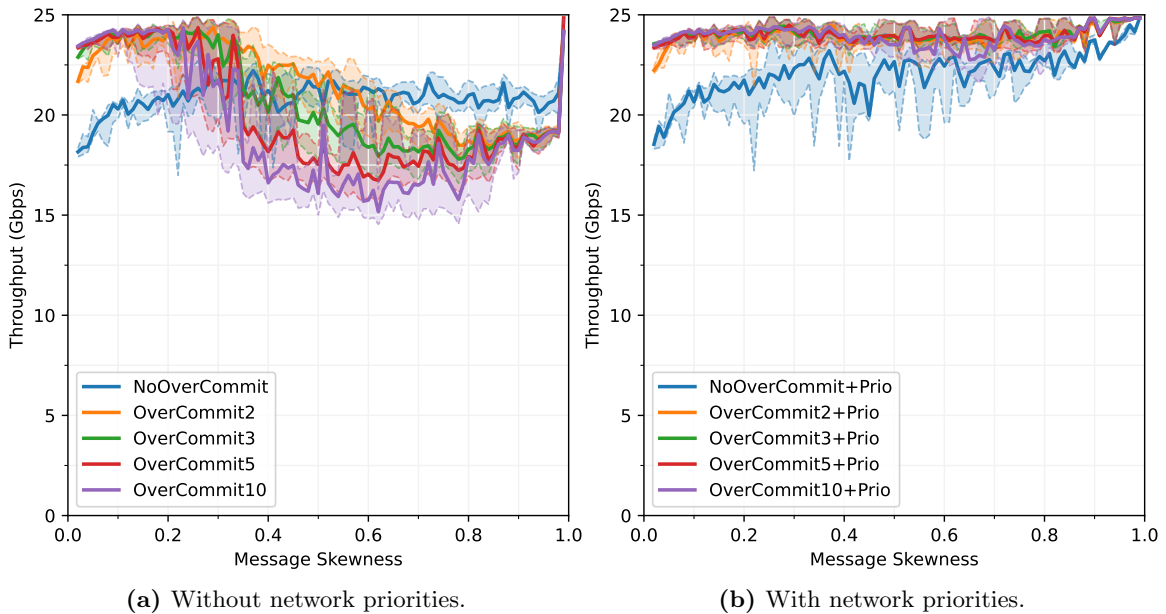 25
20
15
10
5
0
Throughput (Gbps)
NoOverCommit
OverCommit2
OverCommit3
OverCommit5
OverCommit10
0.0 0.2 0.4 0.6 0.8 1.0
Message Skewness
(a) Without network priorities.
25
20
15
10
5
0
Throughput (Gbps)
NoOverCommit+Prio
OverCommit2+Prio
OverCommit3+Prio
OverCommit5+Prio
OverCommit10+Prio
0.0 0.2 0.4 0.6 0.8 1.0
Message Skewness
(b) With network priorities.